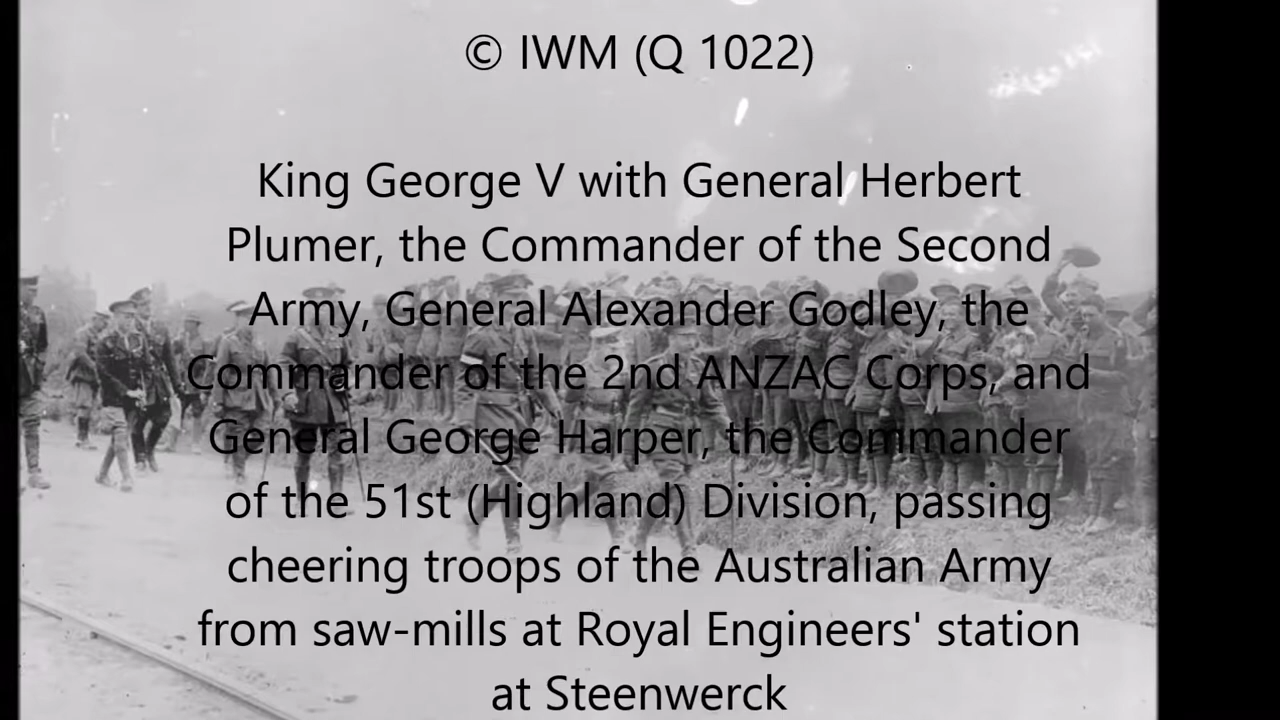 © IWM (Q 1022)
King George V with General Herbert
Plumer, the Commander of the Second
Army, General Alexander Godley, the
Commander of the 2nd ANZAC Corps, and
General George Harper, the Commander
of the 51st (Highland) Division, passing
cheering troops of the Australian Army
from saw-mills at Royal Engineers' station
at Steenwerck